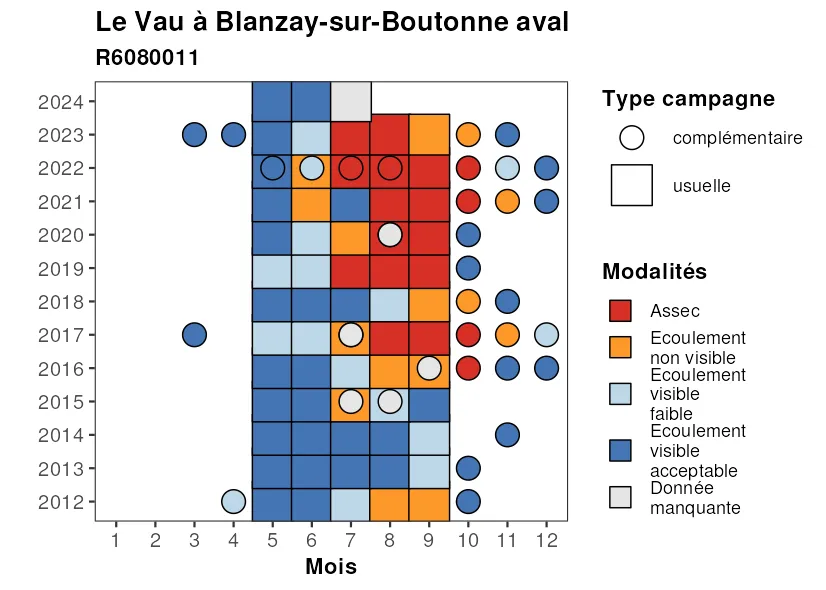 Le Vau à Blanzay-sur-Boutonne aval
R6080011
2024
2023
2022
2021
2020
2019
2018
2017
2016
2015
2014
2013
2012
1 2 3 4 5 6 7 8 9 10 11 12
Mois
Type campagne
complémentaire
usuelle
Modalités
Assec
Ecoulement
non visible
Ecoulement
visible
faible
Ecoulement
visible
acceptable
Donnée
manquante